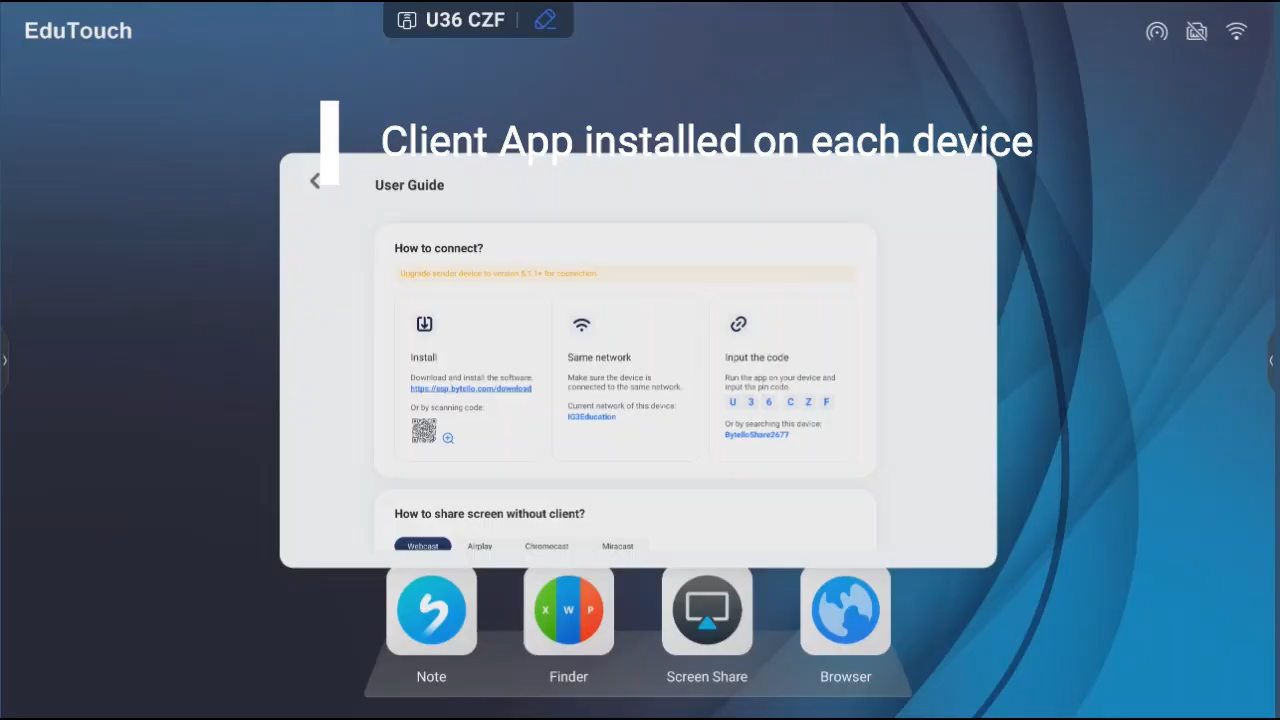 EduTouch
U36 CZF
Client App installed on each device
User Guide
How to connect?
Upgrade sender device to version 5.1.1+ for connection.
Install
Download and install the software.
https://ssp.bytello.com/download
Or by scanning code:
Same network
Make sure the device is
connected to the same network.
Current network of this device:
IG3Education
Input the code
Run the app on your device and
input the pin code.
U 3 6 C Z F
Or by searching this device:
BytelloShare2677
How to share screen without client?
Webcast Airplay Chromecast Miracast
X W P
Note Finder Screen Share Browser